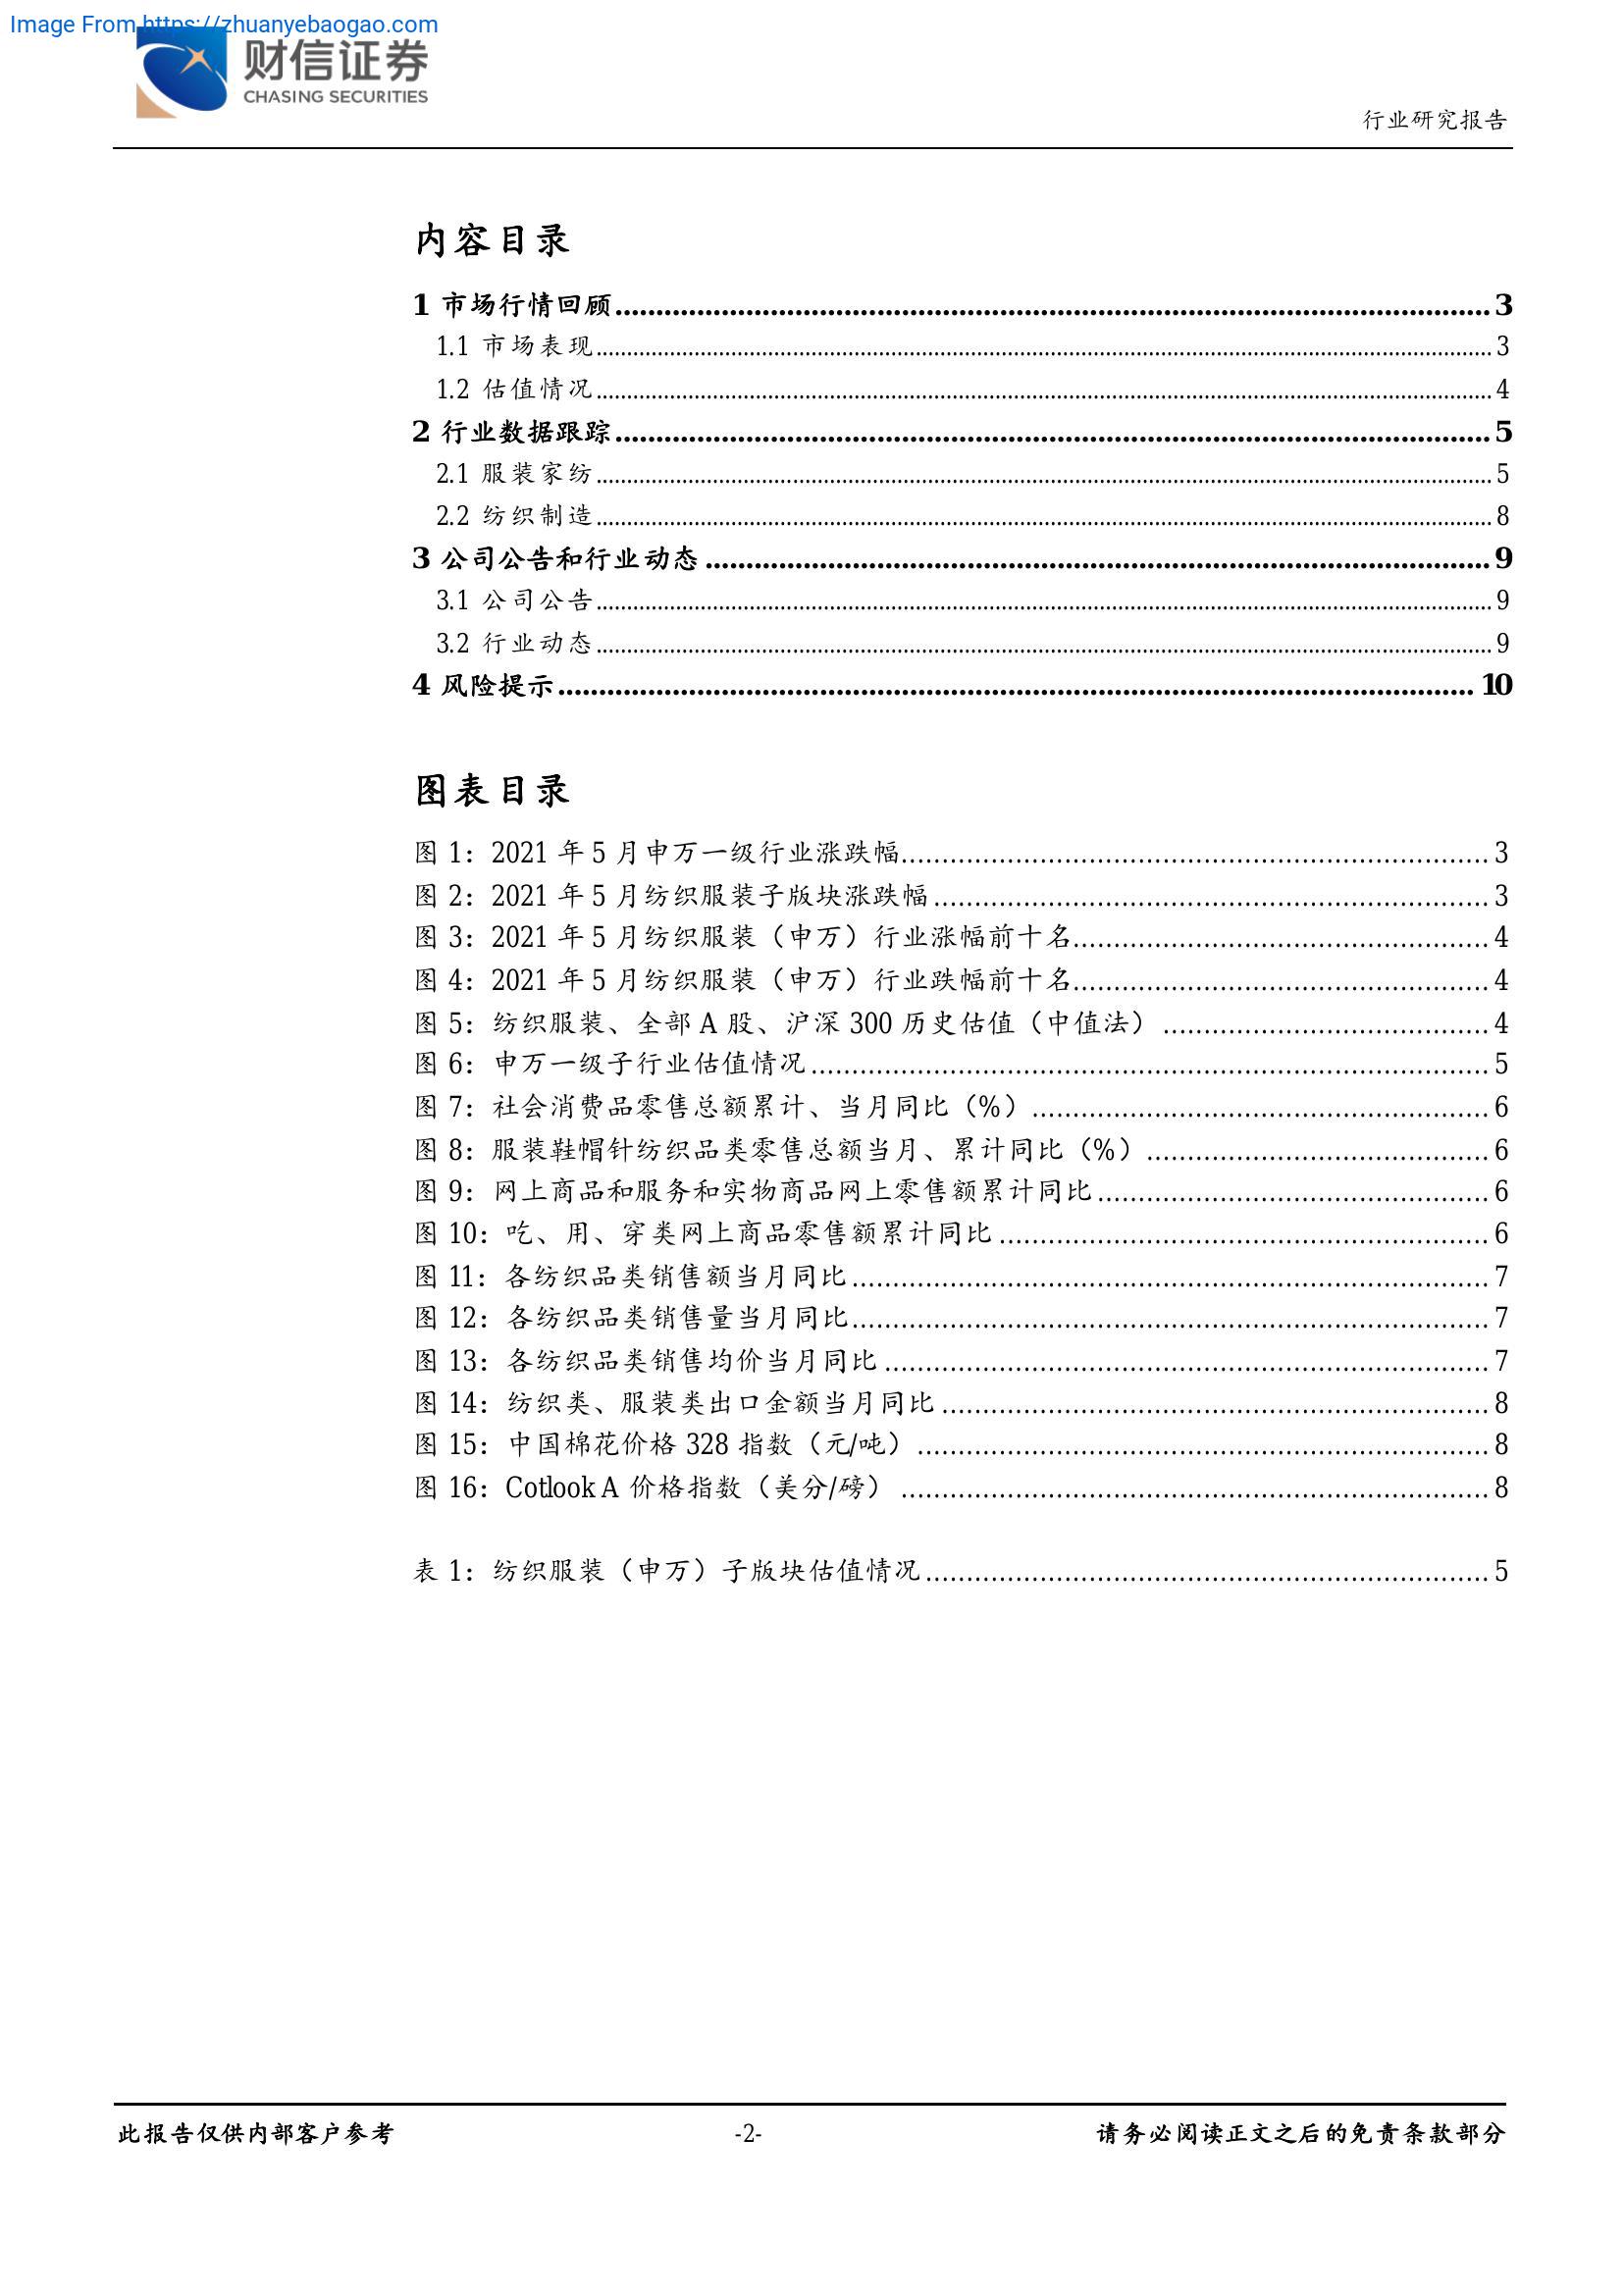 Image From https://zhuanyebaogao.com
财信证券
CHASING SECURITIES
行业研究报告
内容目录
1 市场行情回顾 3
1.1 市场表现 3
1.2 估值情况 4
2 行业数据跟踪 5
2.1 服装家纺 5
2.2 纺织制造 8
3 公司公告和行业动态 9
3.1 公司公告 9
3.2 行业动态 9
4 风险提示 10
图表目录
图 1：2021 年 5 月申万一级行业涨跌幅 3
图 2：2021 年 5 月纺织服装子版块涨跌幅 3
图 3：2021 年 5 月纺织服装（申万）行业涨幅前十名 4
图 4：2021 年 5 月纺织服装（申万）行业跌幅前十名 4
图 5：纺织服装、全部 A 股、沪深 300 历史估值（中值法） 4
图 6：申万一级子行业估值情况 5
图 7：社会消费品零售总额累计、当月同比（%） 6
图 8：服装鞋帽针纺织品类零售总额当月、累计同比（%） 6
图 9：网上商品和服务和实物商品网上零售额累计同比 6
图 10：吃、用、穿类网上商品零售额累计同比 6
图 11：各纺织品类销售额当月同比 7
图 12：各纺织品类销售量当月同比 7
图 13：各纺织品类销售均价当月同比 7
图 14：纺织类、服装类出口金额当月同比 8
图 15：中国棉花价格 328 指数（元/吨） 8
图 16：Cotlook A 价格指数（美分/磅） 8
表 1：纺织服装（申万）子版块估值情况 5
此报告仅供内部客户参考
-2-
请务必阅读正文之后的免责条款部分